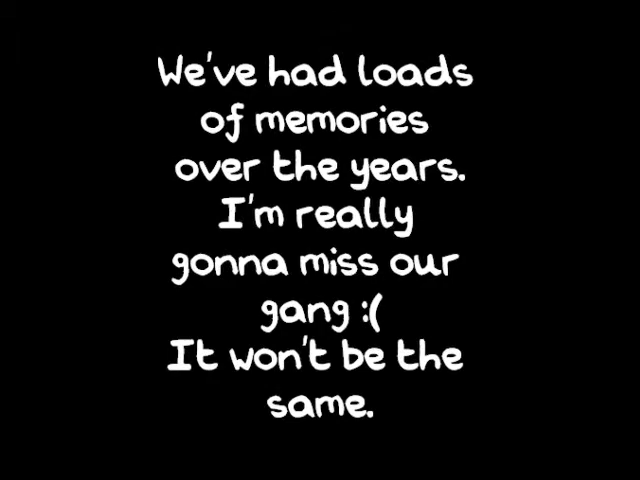 We've had loads
of memories
over the years.
I'm really
gonna miss our
gang :(
It won't be the
same.